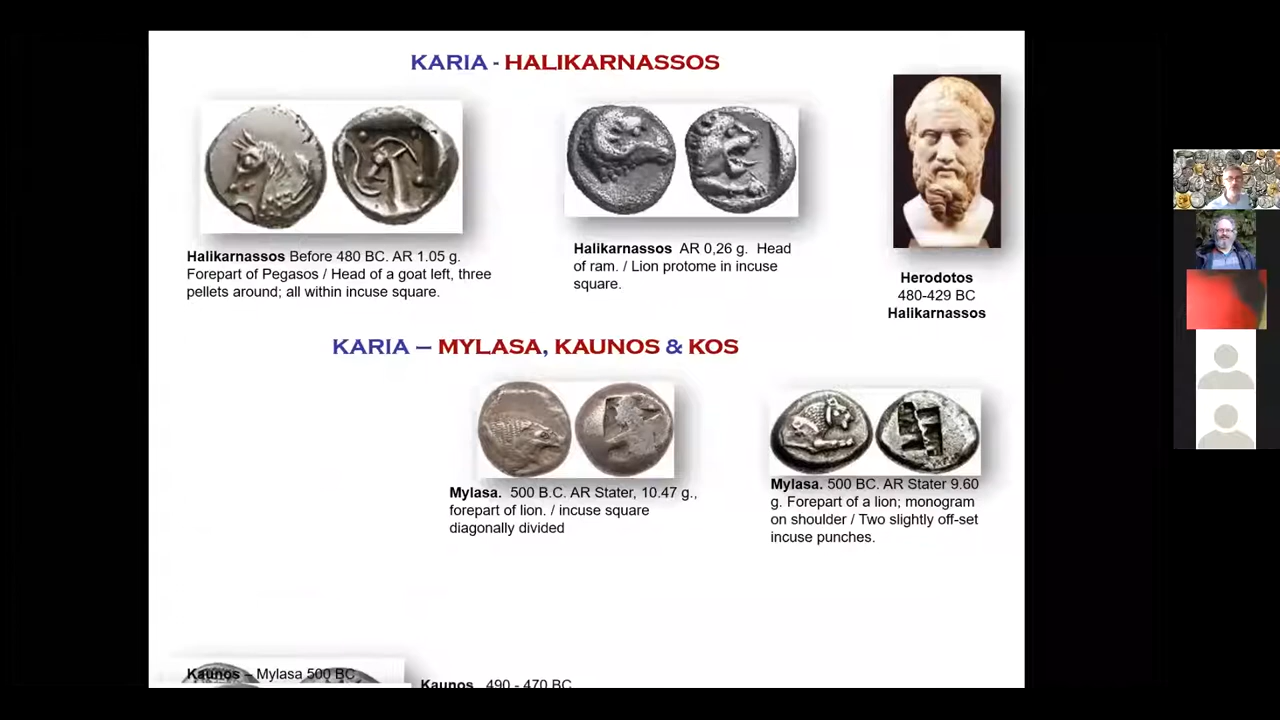 KARIA - HALIKARNASSOS
Halikarnassos Before 480 BC. AR 1.05 g.
Forepart of Pegasos / Head of a goat left, three
pellets around; all within incuse square.
Halikarnassos AR 0,26 g. Head
of ram. / Lion protome in incuse
square.
Herodotos
480-429 BC
Halikarnassos
KARIA – MYLASA, KAUNOS & KOS
Mylasa. 500 B.C. AR Stater, 10.47 g.,
forepart of lion. / incuse square
diagonally divided
Mylasa. 500 BC. AR Stater 9.60
g. Forepart of a lion; monogram
on shoulder / Two slightly off-set
incuse punches.
Kaunos – Mylasa 500 BC
Kaunos 490 - 470 BC